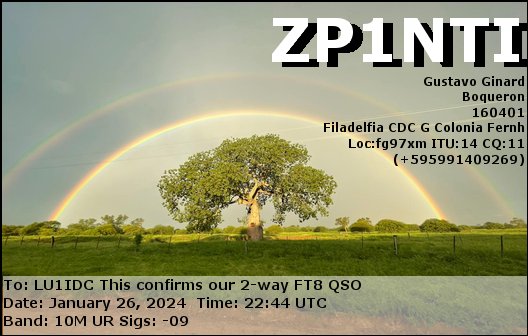 ZP1NTI
Gustavo Ginard
Boqueron
160401
Filadelfia CDC G Colonia Fernh
Loc:fg97xm ITU:14 CQ:11
(+595991409269)
To: LU1IDC This confirms our 2-way FT8 QSO
Date: January 26, 2024 Time: 22:44 UTC
Band: 10M UR Sigs: -09